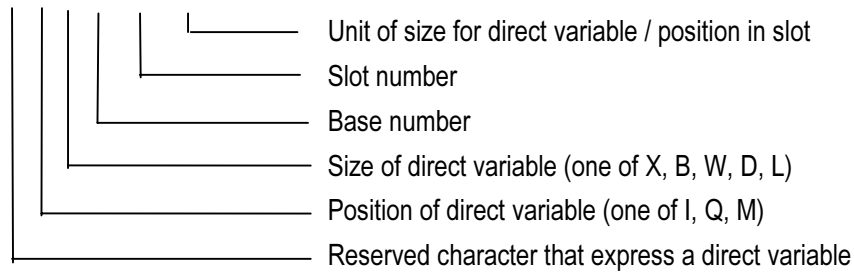 Unit of size for direct variable / position in slot
Slot number
Base number
Size of direct variable (one of X, B, W, D, L)
Position of direct variable (one of I, Q, M)
Reserved character that express a direct variable